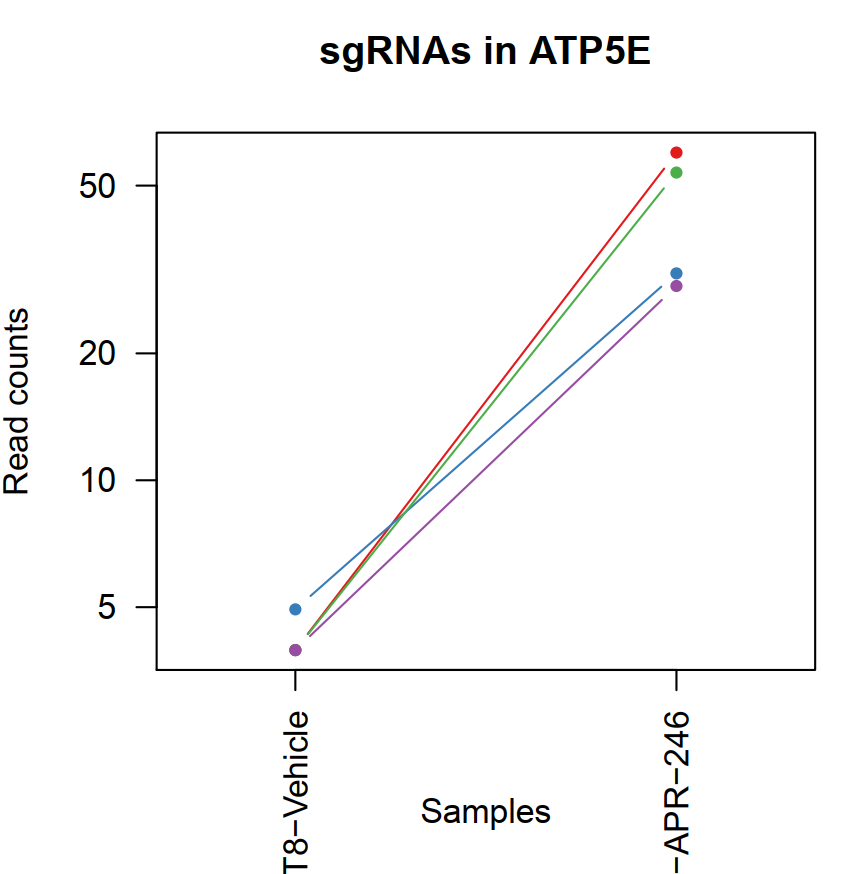 sgRNAs in ATP5E
50
20
10
5
Read counts
T8−Vehicle
−APR−246
Samples